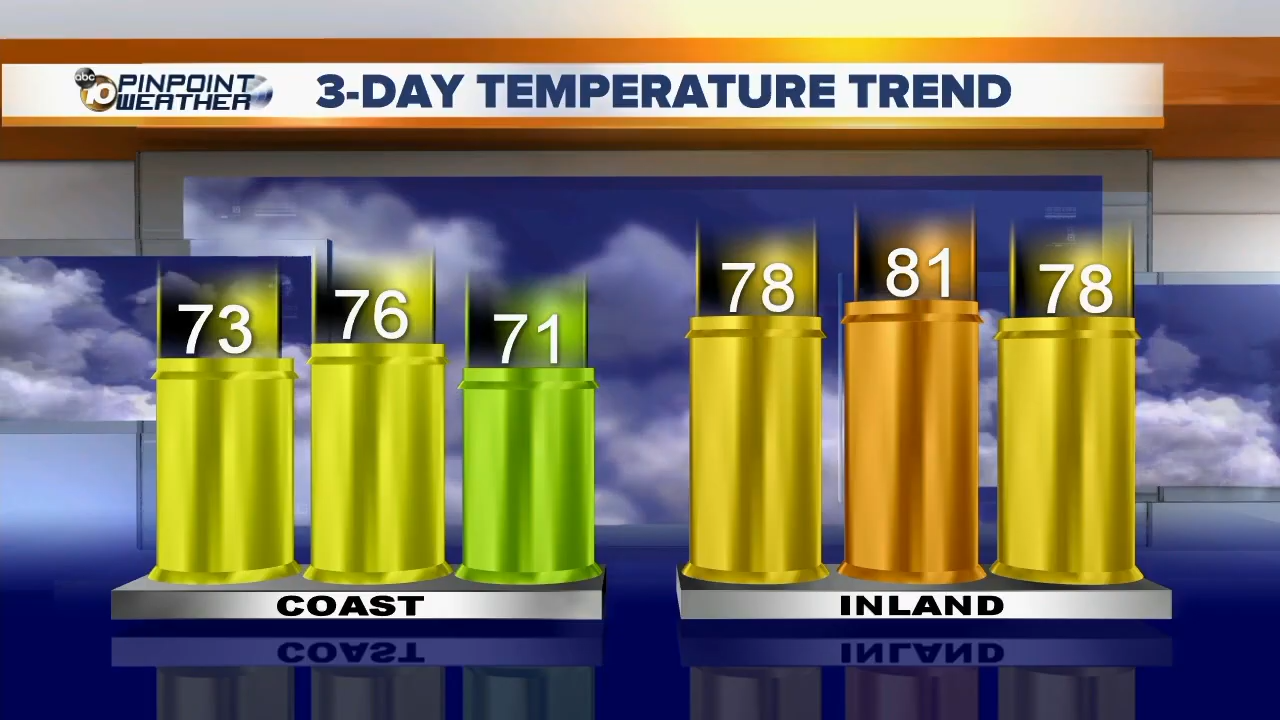 abc
10
PINPOINT
WEATHER
3-DAY TEMPERATURE TREND
73 76 71
78 81 78
COAST
INLAND